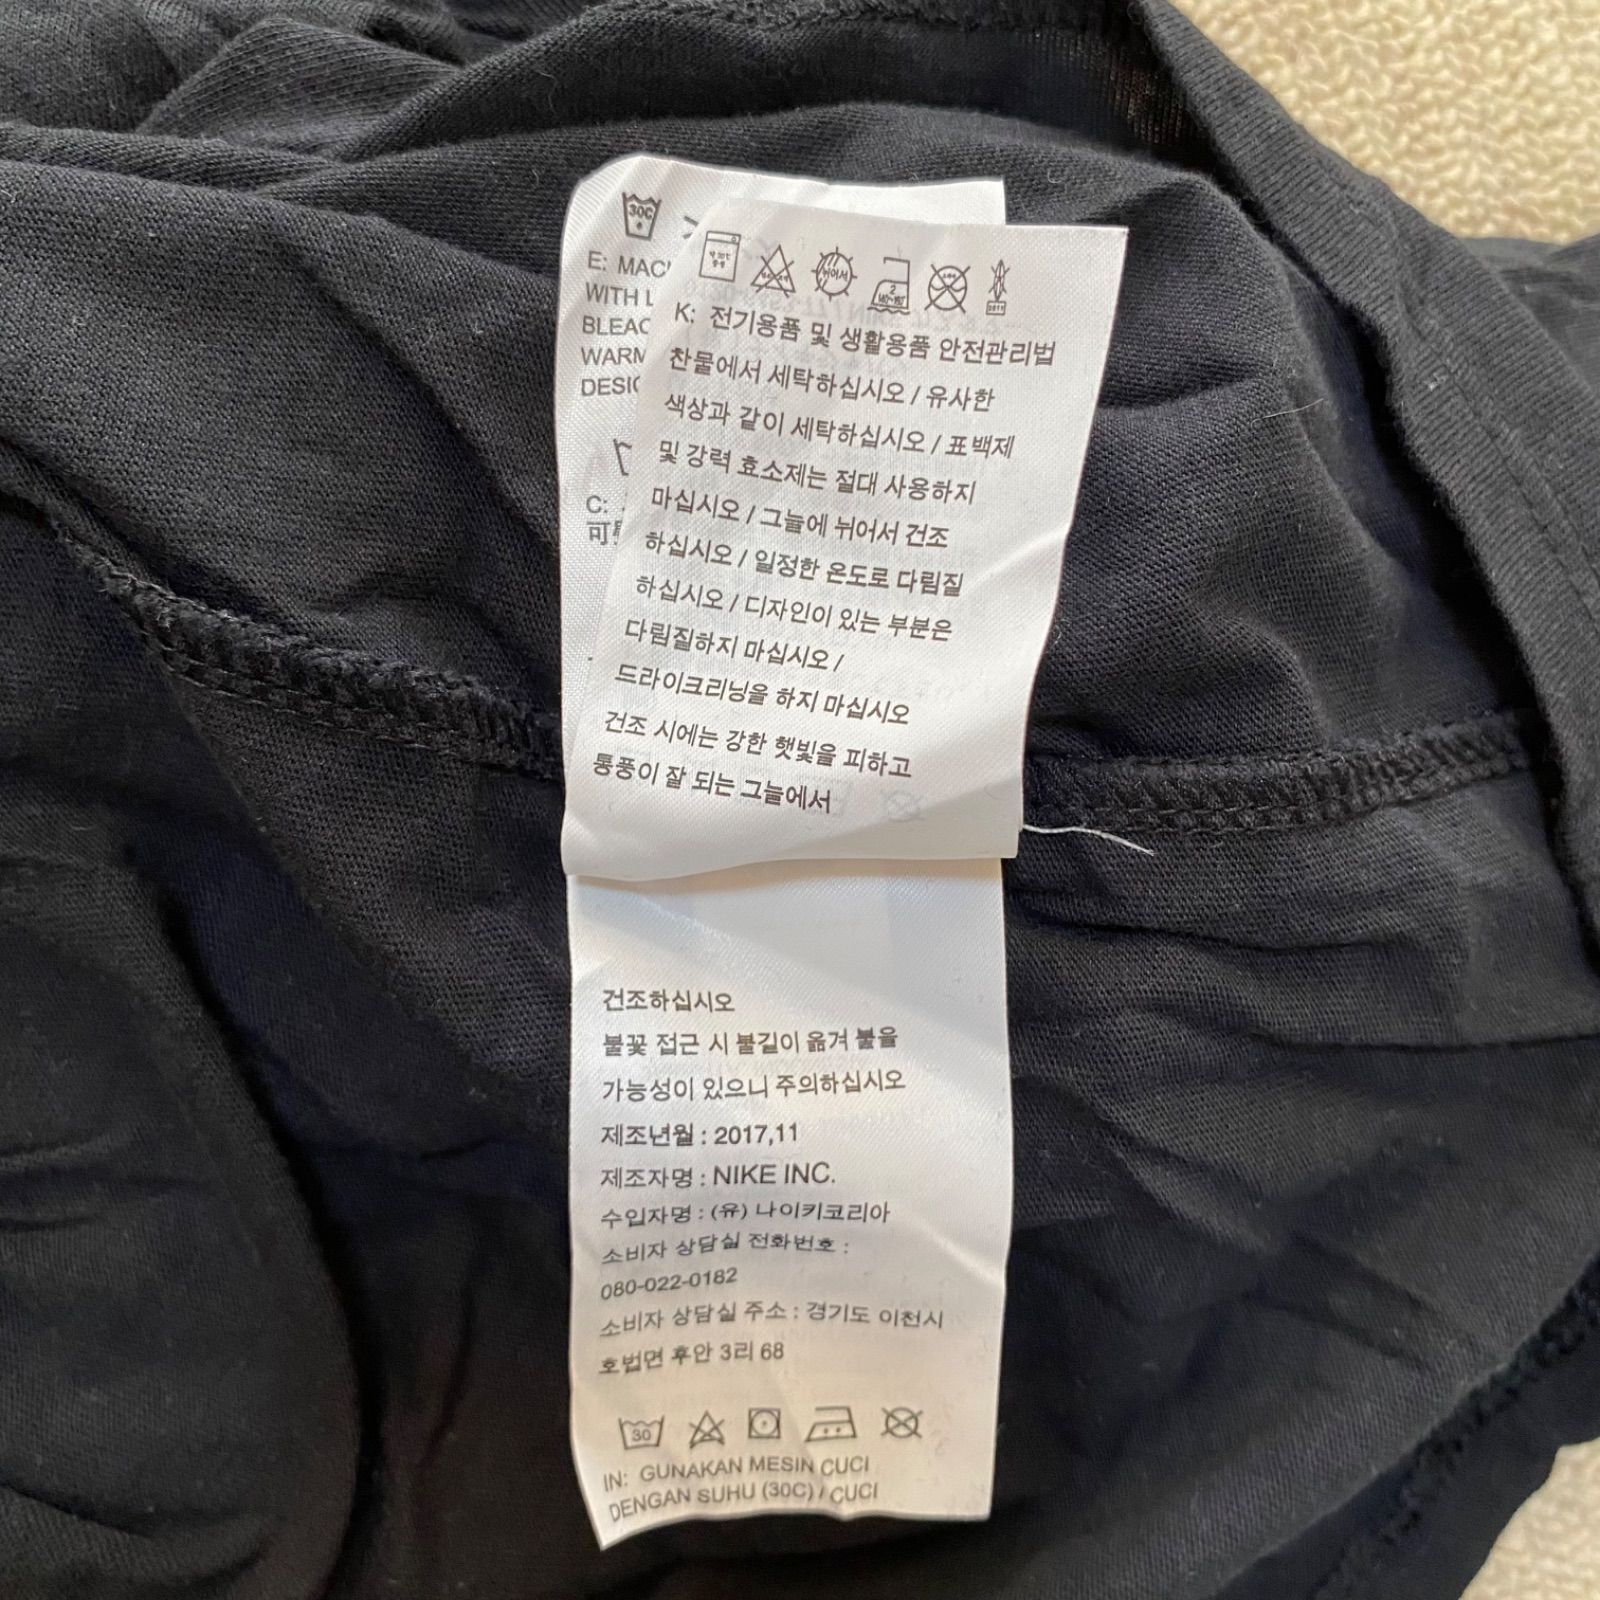 30C
E: MACH
WITH L
BLEAC
WARM
DESIG
C:
可
2
K: 전기용품 및 생활용품 안전관리법
찬물에서 세탁하십시오 / 유사한
색상과 같이 세탁하십시오 / 표백제
및 강력 효소제는 절대 사용하지
마십시오 / 그늘에 뉘어서 건조
하십시오 / 일정한 온도로 다림질
하십시오 / 디자인이 있는 부분은
다림질하지 마십시오 /
드라이크리닝을 하지 마십시오
건조 시에는 강한 햇빛을 피하고
통풍이 잘 되는 그늘에서
건조하십시오
불꽃 접근 시 불길이 옮겨 붙을
가능성이 있으니 주의하십시오
제조년월 : 2017,11
제조자명 : NIKE INC.
수입자명 : (유) 나이키코리아
소비자 상담실 전화번호 :
080-022-0182
소비자 상담실 주소 : 경기도 이천시
호법면 후안 3리 68
30
IN: GUNAKAN MESIN CUCI
DENGAN SUHU (30C) / CUCI